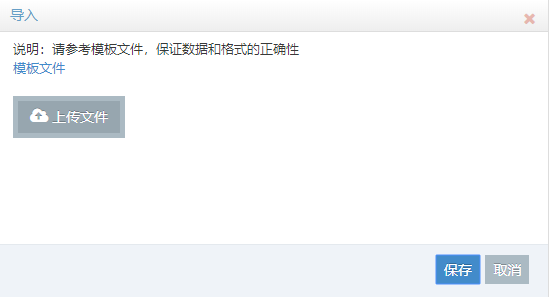 导入
说明：请参考模板文件，保证数据和格式的正确性
模板文件
上传文件
保存 取消